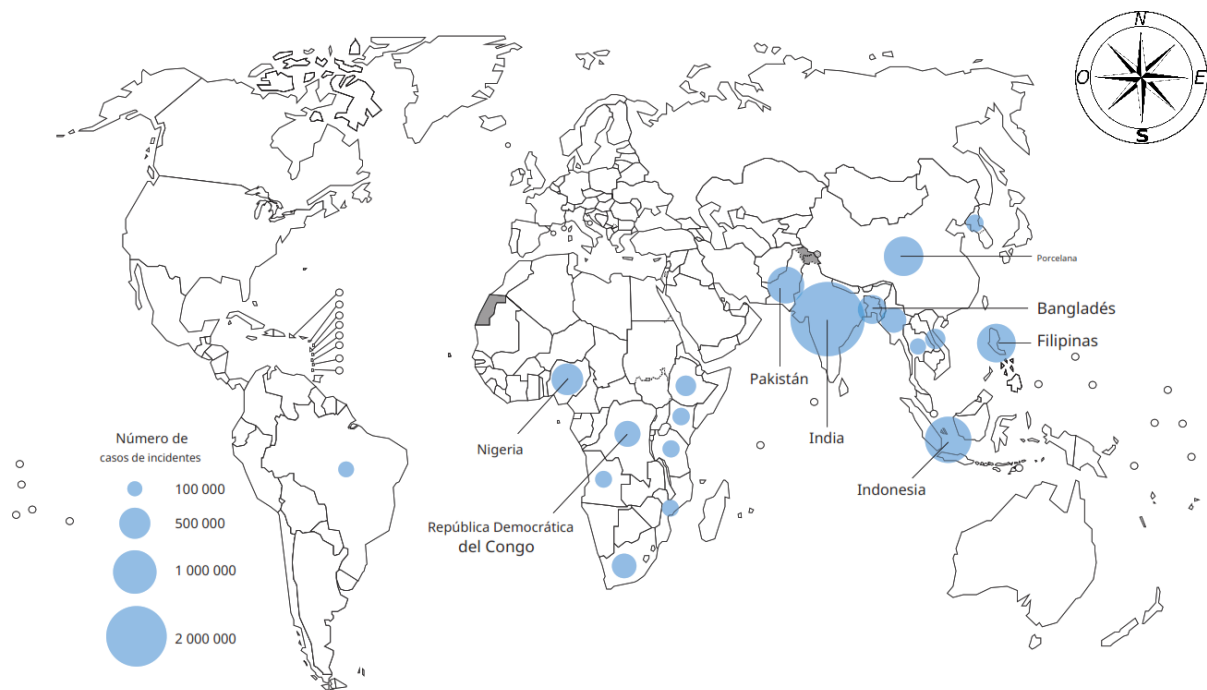 N
O
E
S
Porcelana
Bangladés
Filipinas
Pakistán
India
Nigeria
Indonesia
República Democrática
del Congo
Número de
casos de incidentes
100 000
500 000
1 000 000
2 000 000